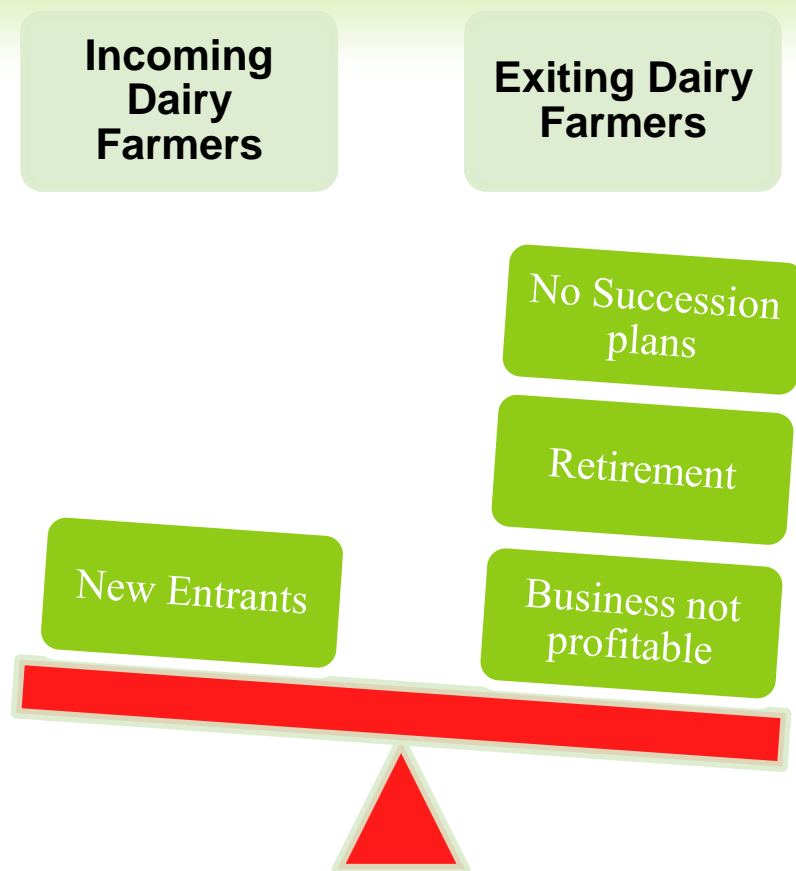 Incoming
Dairy
Farmers
Exiting Dairy
Farmers
No Succession
plans
Retirement
New Entrants
Business not
profitable